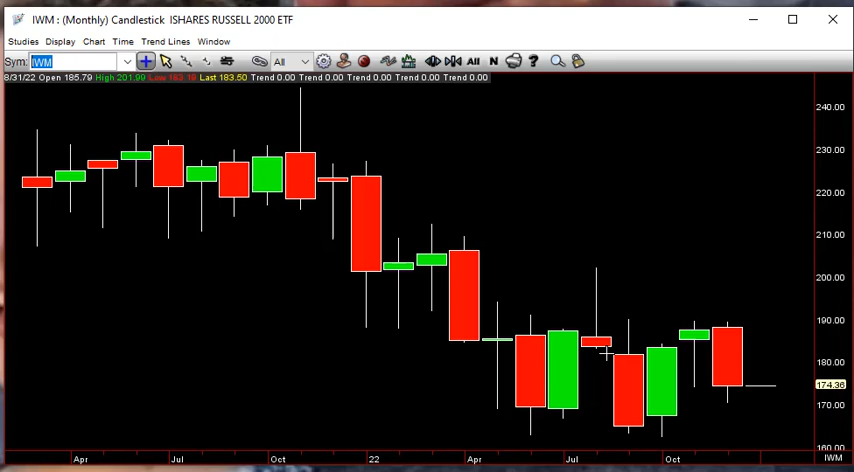 IWM : (Monthly) Candlestick  ISHARES RUSSELL 2000 ETF
Studies Display Chart Time Trend Lines Window
Sym: IWM All All N ?
8/31/22 Open 185.79 High 201.99 Low 183.19 Last 183.50 Trend 0.00 Trend 0.00 Trend 0.00 Trend 0.00 Trend 0.00
240.00
230.00
220.00
210.00
200.00
190.00
180.00
174.36
170.00
160.00
Apr Jul Oct 22 Apr Jul Oct IWM